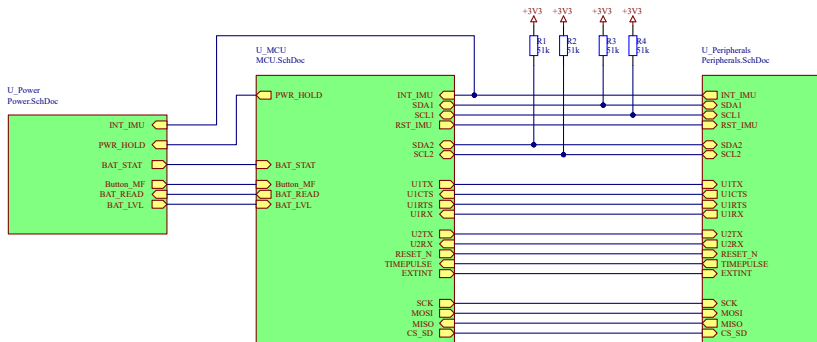 +3V3 +3V3 +3V3 +3V3
R1 R2 R3 R4
51k 51k 51k 51k
U_Power
Power.SchDoc
INT_IMU
PWR_HOLD
BAT_STAT
Button_MF
BAT_READ
BAT_LVL
U_MCU
MCU.SchDoc
PWR_HOLD
BAT_STAT
Button_MF
BAT_READ
BAT_LVL
INT_IMU
SDA1
SCL1
RST_IMU
SDA2
SCL2
U1TX
U1CTS
U1RTS
U1RX
U2TX
U2RX
RESET_N
TIMEPULSE
EXTINT
SCK
MOSI
MISO
CS_SD
U_Peripherals
Peripherals.SchDoc
INT_IMU
SDA1
SCL1
RST_IMU
SDA2
SCL2
U1TX
U1CTS
U1RTS
U1RX
U2TX
U2RX
RESET_N
TIMEPULSE
EXTINT
SCK
MOSI
MISO
CS_SD